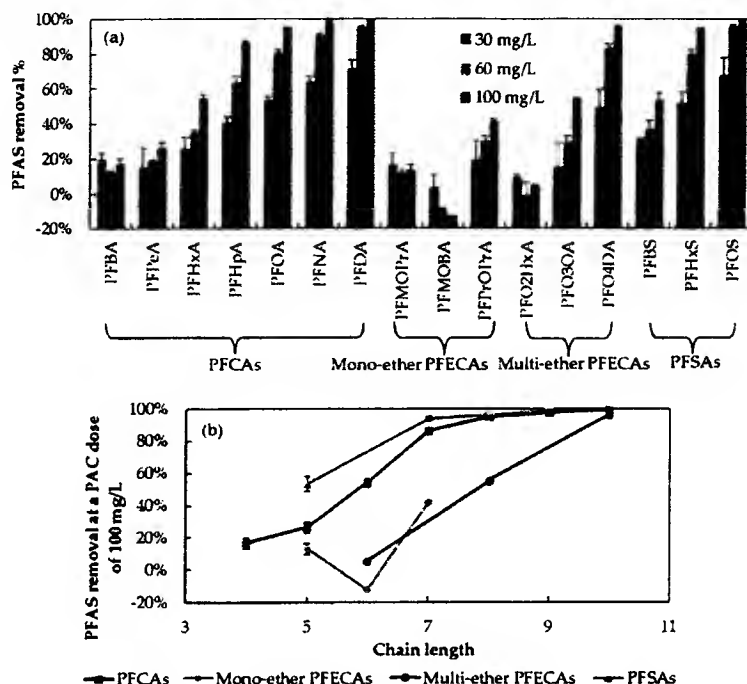 (a)
PFAS removal %
100%
80%
60%
40%
20%
0%
-20%
30 mg/L
60 mg/L
100 mg/L
PFBA
PFPeA
PFHxA
PFHpA
PFOA
PFNA
PFDA
PFMOPrA
PFMOBA
PFPrOPrA
PFO2HxA
PFO3OA
PFO4DA
PFBS
PFHxS
PFOS
PFCAs
Mono-ether PFECAs
Multi-ether PFECAs
PFSAs
(b)
PFAS removal at a PAC dose
of 100 mg/L
100%
80%
60%
40%
20%
0%
-20%
3
5
7
9
11
Chain length
PFCAs
Mono-ether PFECAs
Multi-ether PFECAs
PFSAs